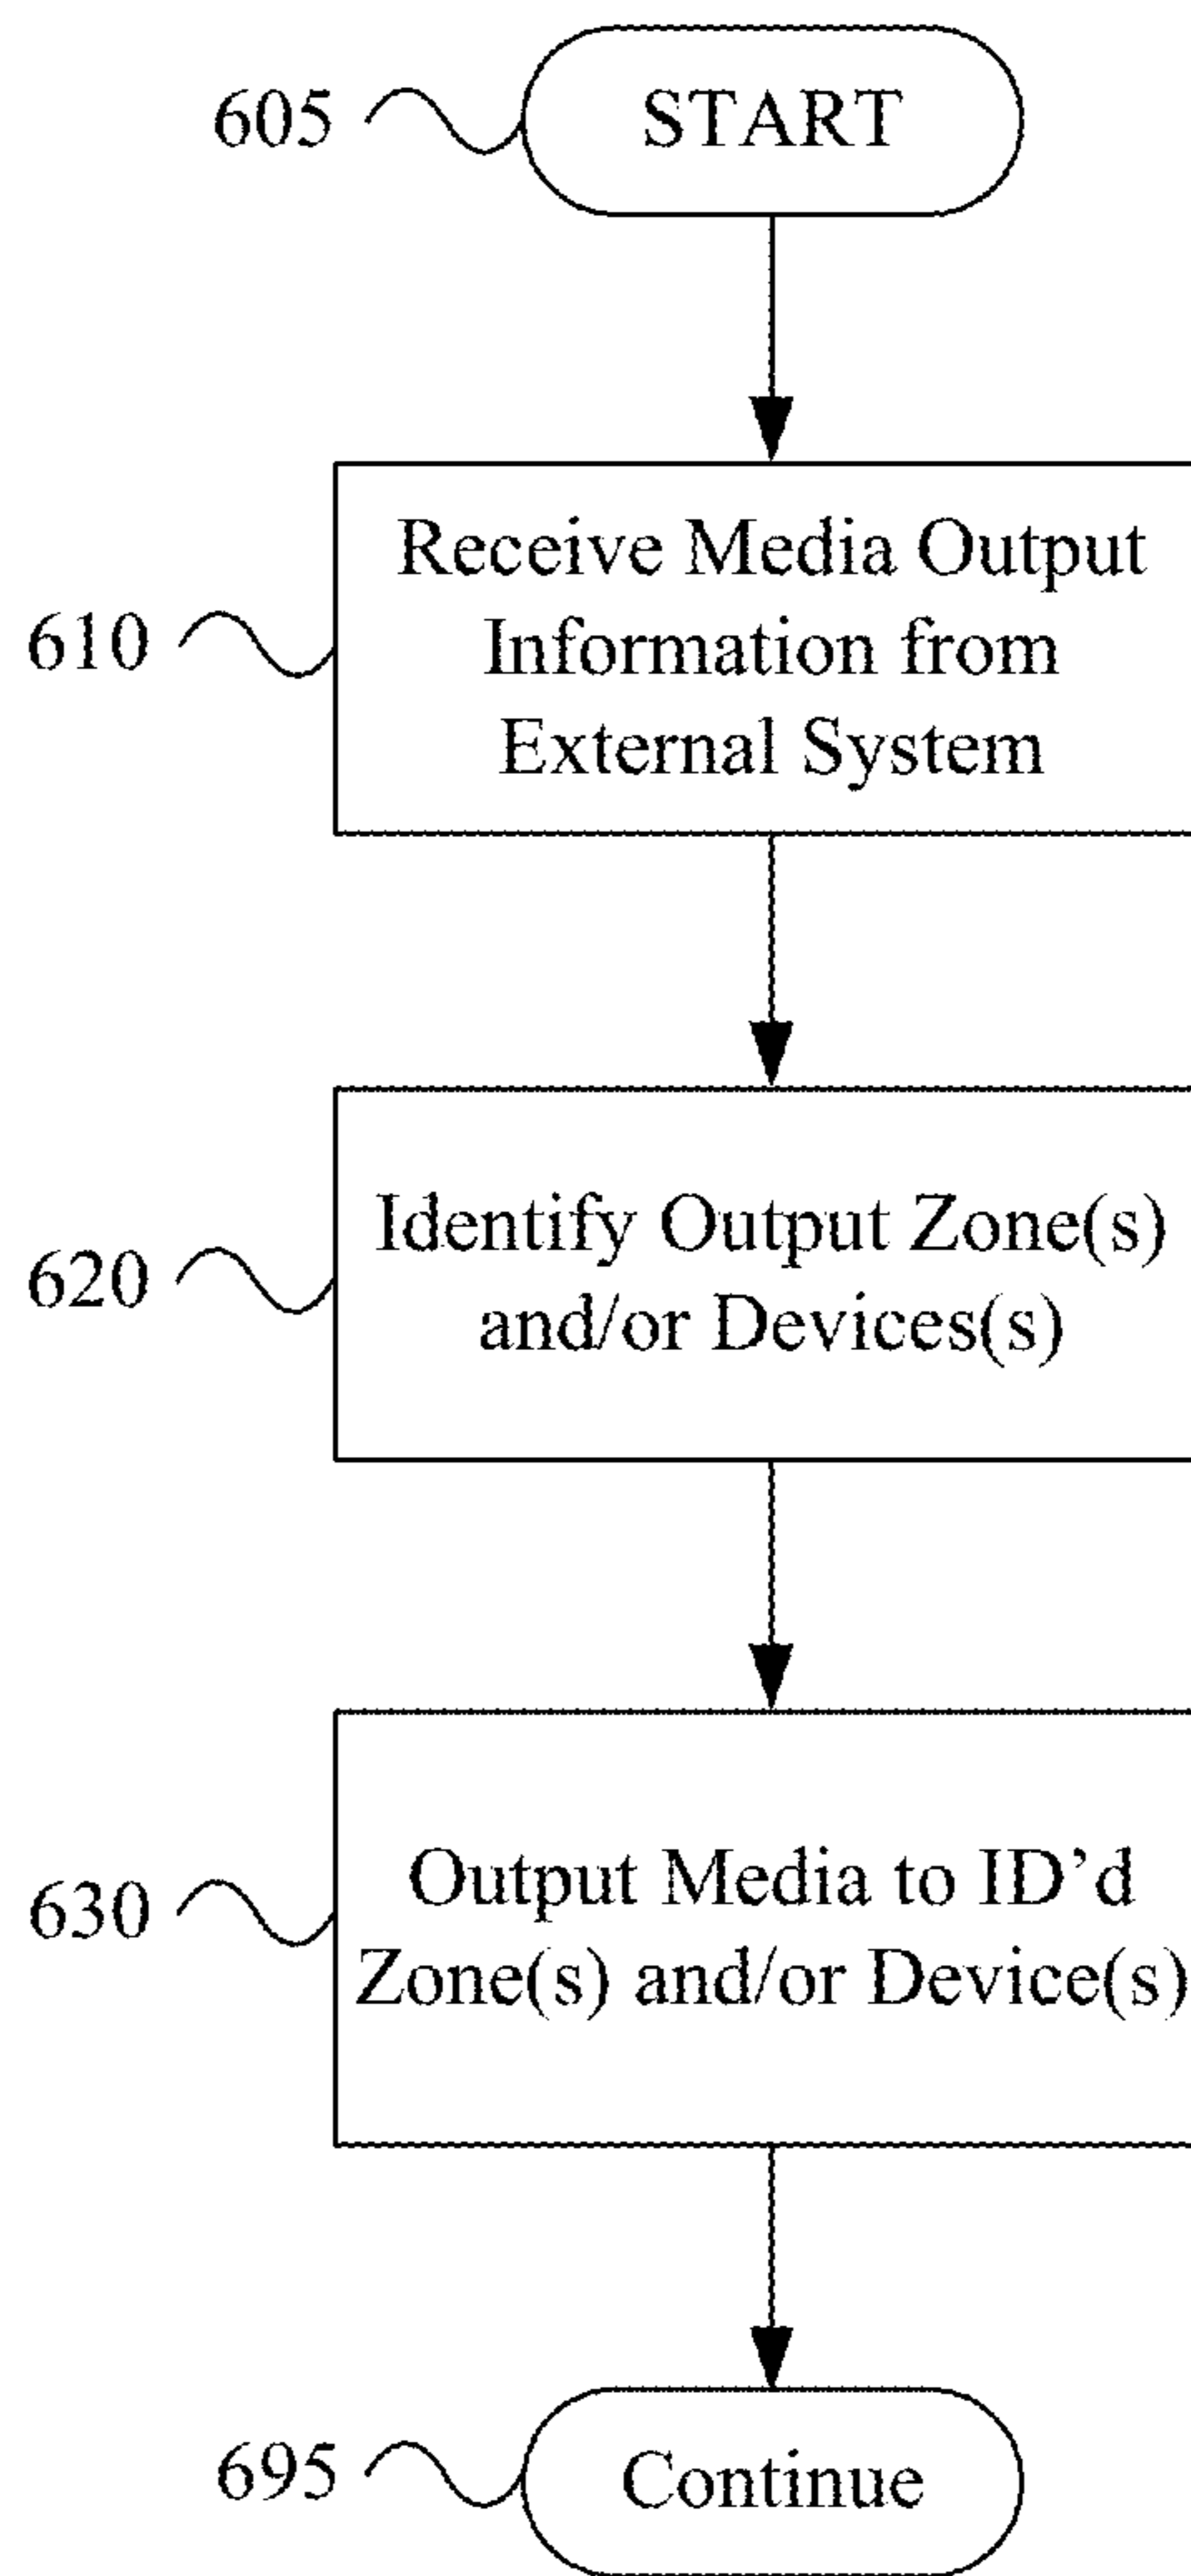 605
START
610
Receive Media Output
Information from
External System
620
Identify Output Zone(s)
and/or Devices(s)
630
Output Media to ID’d
Zone(s) and/or Device(s)
695
Continue